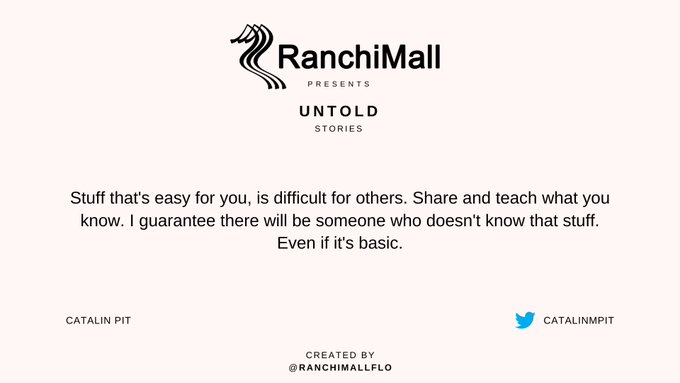 RanchiMall
PRESENTS
UNTOLD
STORIES
Stuff that's easy for you, is difficult for others. Share and teach what you
know. I guarantee there will be someone who doesn't know that stuff.
Even if it's basic.
CATALIN PIT
CATALINMPIT
CREATED BY
@RANCHIMALLFLO